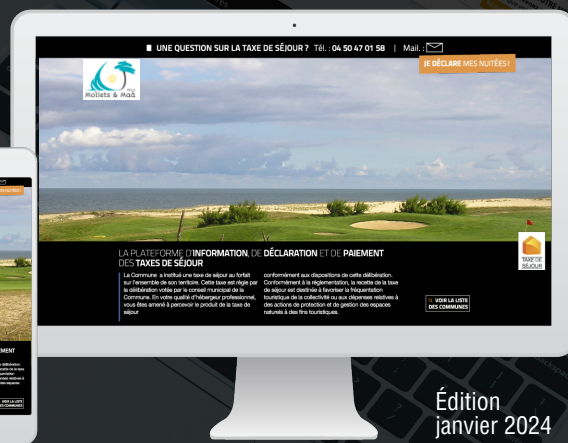 UNE QUESTION SUR LA TAXE DE SÉJOUR ? Tél. : 04 50 47 01 58 | Mail. :
JE DÉCLARE MES NUITÉES !
Moliets & Maâ
LA PLATEFORME D'INFORMATION, DE DÉCLARATION ET DE PAIEMENT
DES TAXES DE SÉJOUR
La Commune a institué une taxe de séjour au forfait
sur l'ensemble de son territoire. Cette taxe est régie par
la délibération votée par le conseil municipal de la
Commune. En votre qualité d'hébergeur professionnel,
vous êtes amené à percevoir le produit de la taxe de
séjour
conformément aux dispositions de cette délibération.
Conformément à la réglementation, la recette de la taxe
de séjour est destinée à favoriser la fréquentation
touristique de la collectivité ou aux dépenses relatives à
des actions de protection et de gestion des espaces
naturels à des fins touristiques.
TAXE DE
SÉJOUR
VOIR LA LISTE
DES COMMUNES
VOIR LA LISTE
DES COMMUNES
Édition
janvier 2024